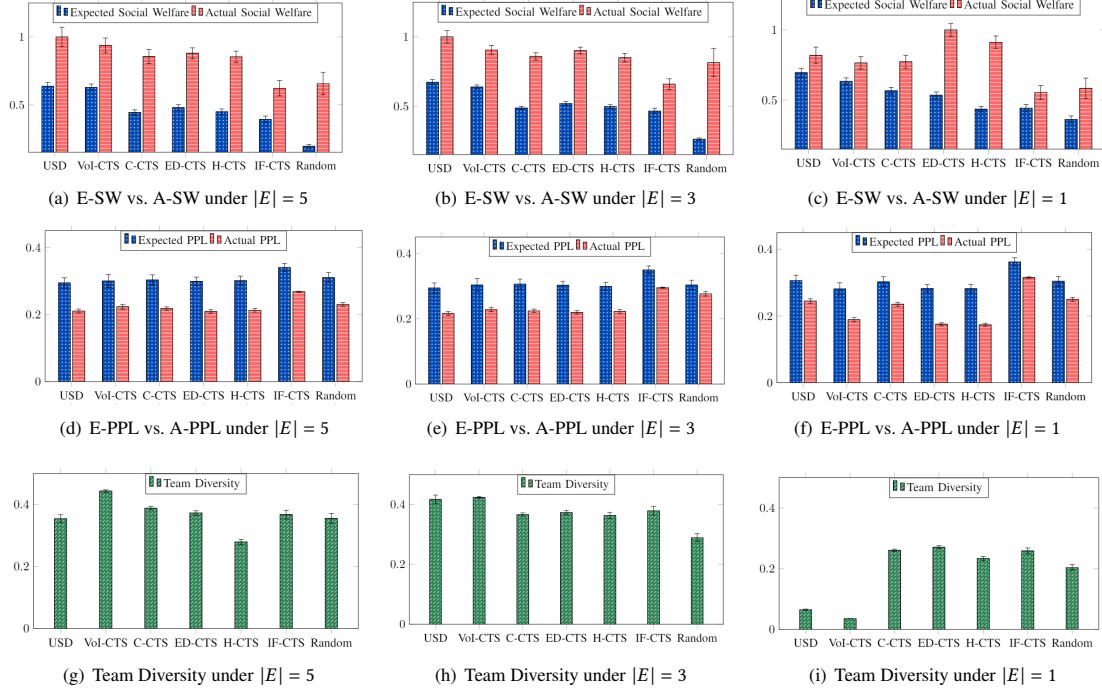 Expected Social Welfare Actual Social Welfare
1
0.5
USD VoI-CTS C-CTS ED-CTS H-CTS IF-CTS Random
(a) E-SW vs. A-SW under |E| = 5
Expected Social Welfare Actual Social Welfare
1
0.5
USD VoI-CTS C-CTS ED-CTS H-CTS IF-CTS Random
(b) E-SW vs. A-SW under |E| = 3
Expected Social Welfare Actual Social Welfare
1
0.5
USD VoI-CTS C-CTS ED-CTS H-CTS IF-CTS Random
(c) E-SW vs. A-SW under |E| = 1
Expected PPL Actual PPL
0.4
0.2
0
USD VoI-CTS C-CTS ED-CTS H-CTS IF-CTS Random
(d) E-PPL vs. A-PPL under |E| = 5
Expected PPL Actual PPL
0.4
0.2
0
USD VoI-CTS C-CTS ED-CTS H-CTS IF-CTS Random
(e) E-PPL vs. A-PPL under |E| = 3
Expected PPL Actual PPL
0.4
0.2
0
USD VoI-CTS C-CTS ED-CTS H-CTS IF-CTS Random
(f) E-PPL vs. A-PPL under |E| = 1
Team Diversity
0.4
0.2
0
USD VoI-CTS C-CTS ED-CTS H-CTS IF-CTS Random
(g) Team Diversity under |E| = 5
Team Diversity
0.4
0.2
0
USD VoI-CTS C-CTS ED-CTS H-CTS IF-CTS Random
(h) Team Diversity under |E| = 3
Team Diversity
0.4
0.2
0
USD VoI-CTS C-CTS ED-CTS H-CTS IF-CTS Random
(i) Team Diversity under |E| = 1